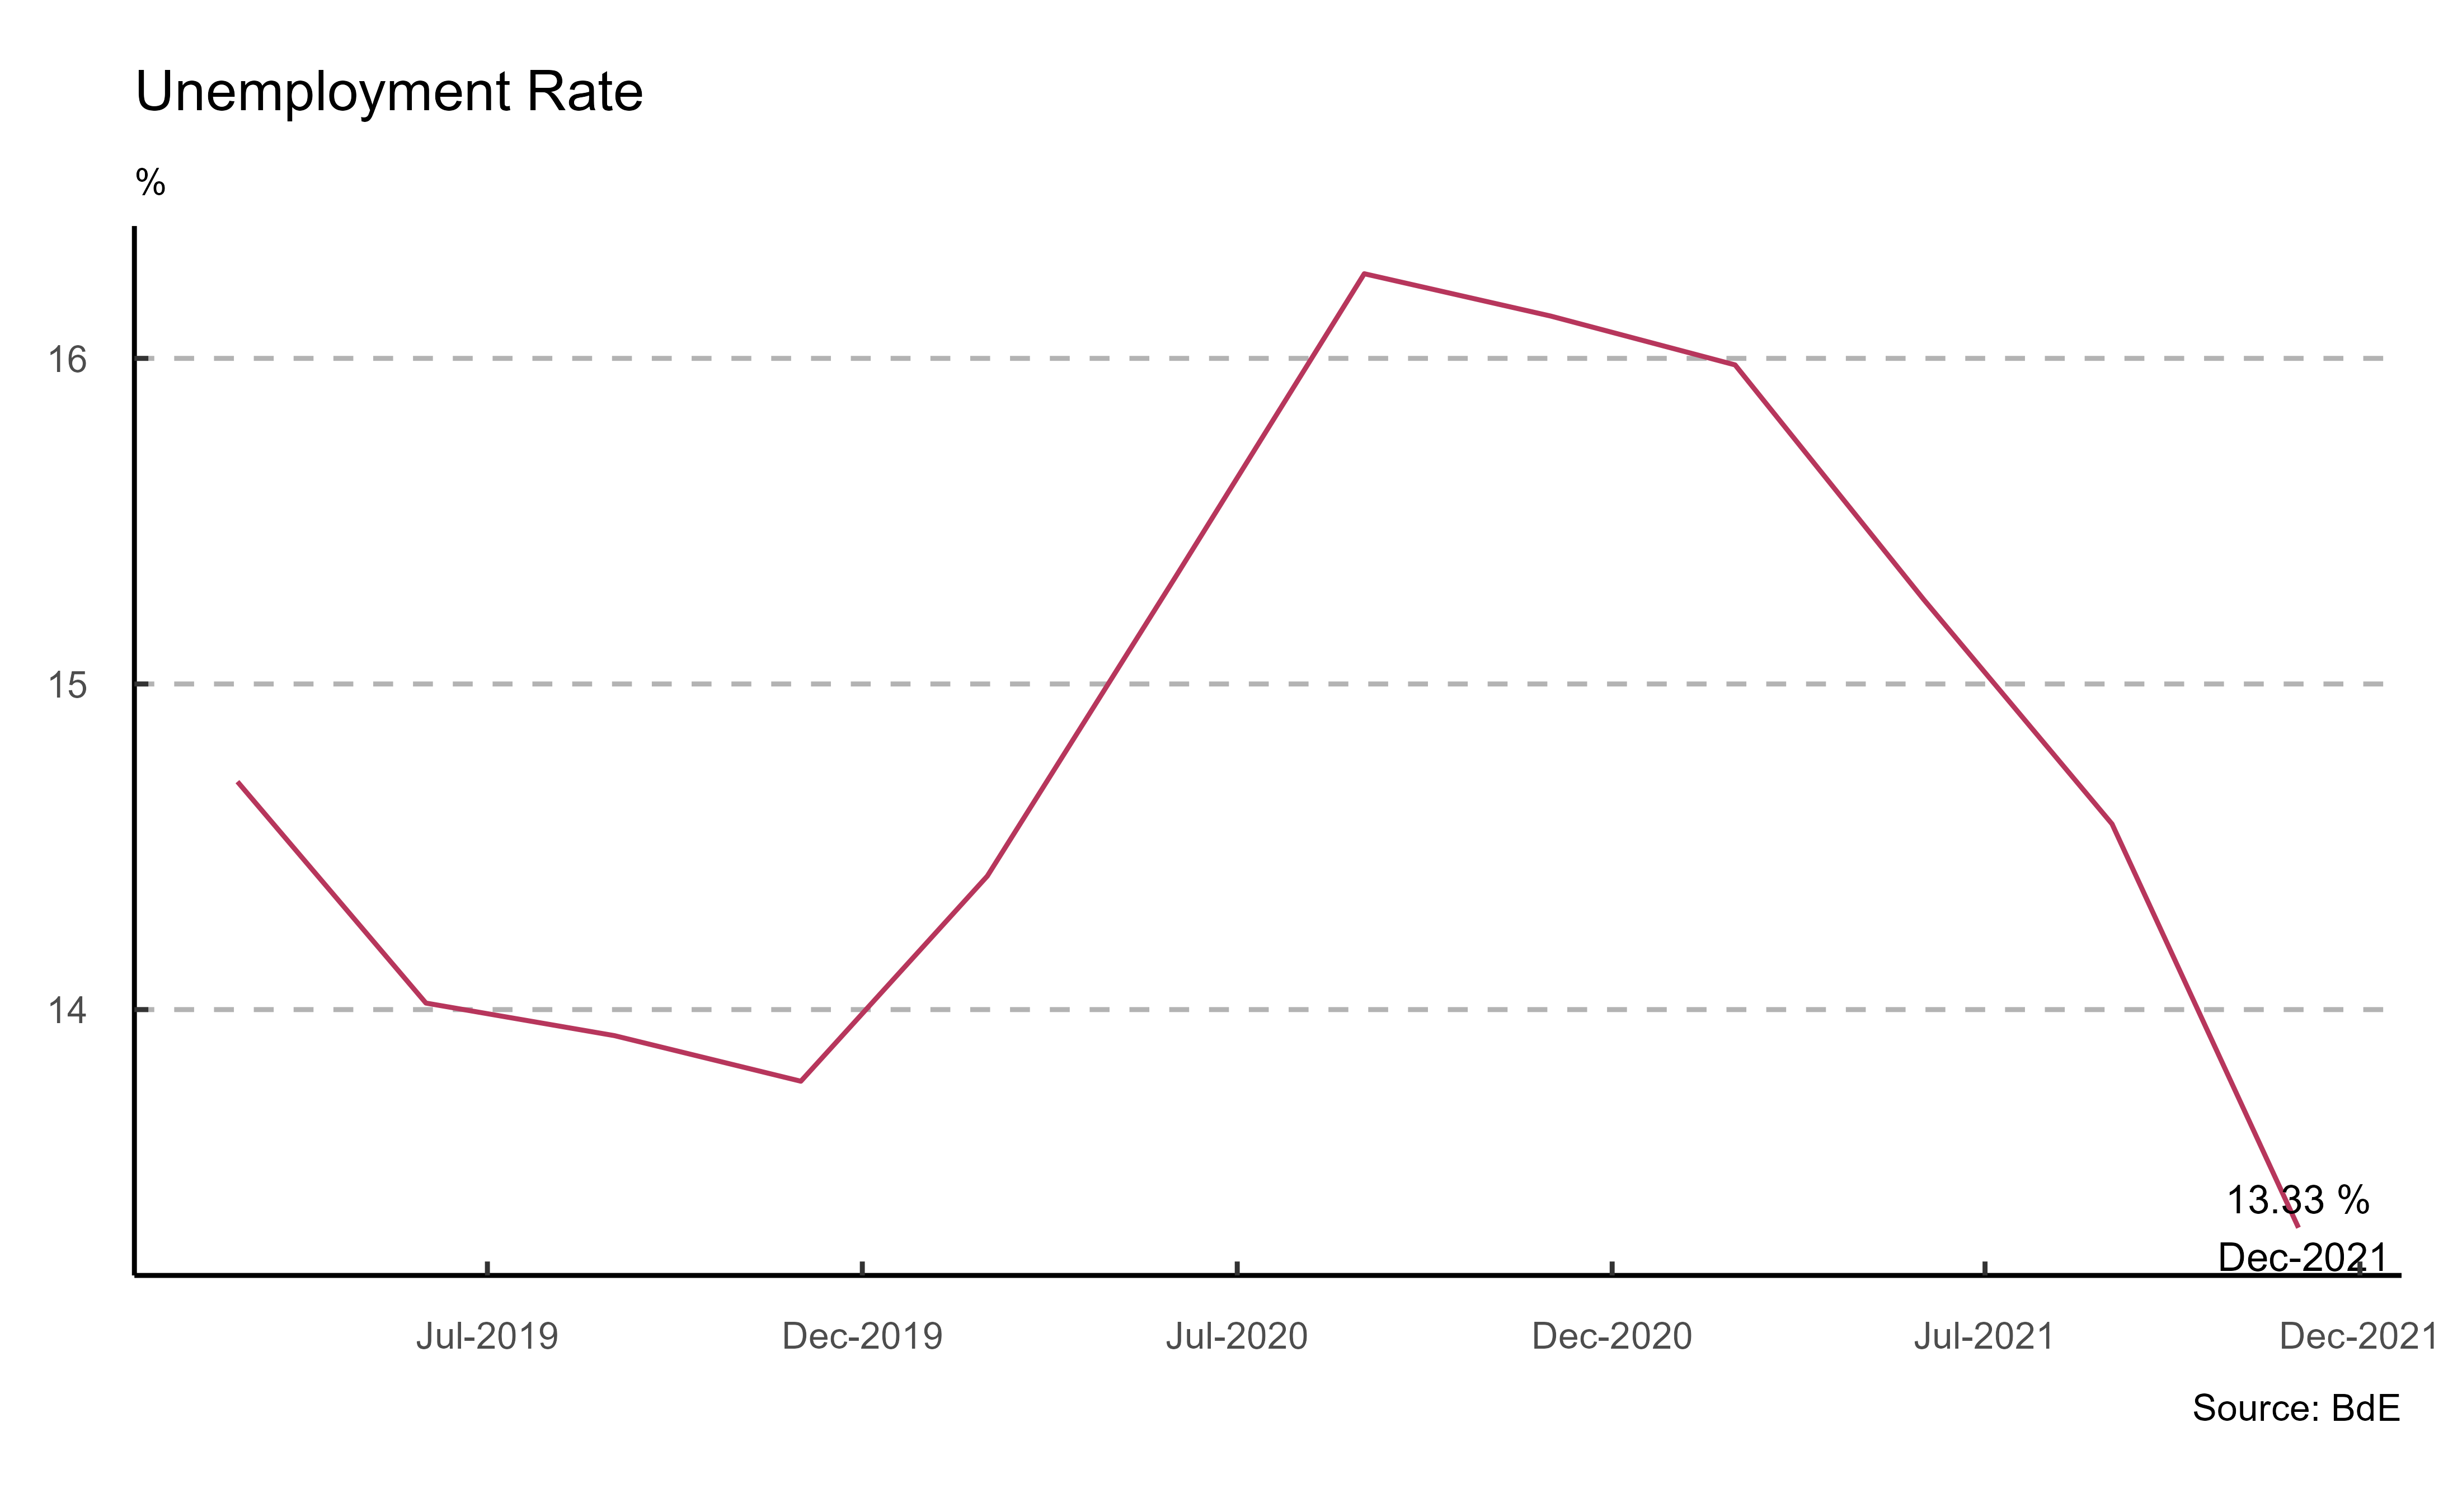 Unemployment Rate
%
16
15
14
13.33 %
Dec-2021
Jul-2019 Dec-2019 Jul-2020 Dec-2020 Jul-2021 Dec-2021
Source: BdE